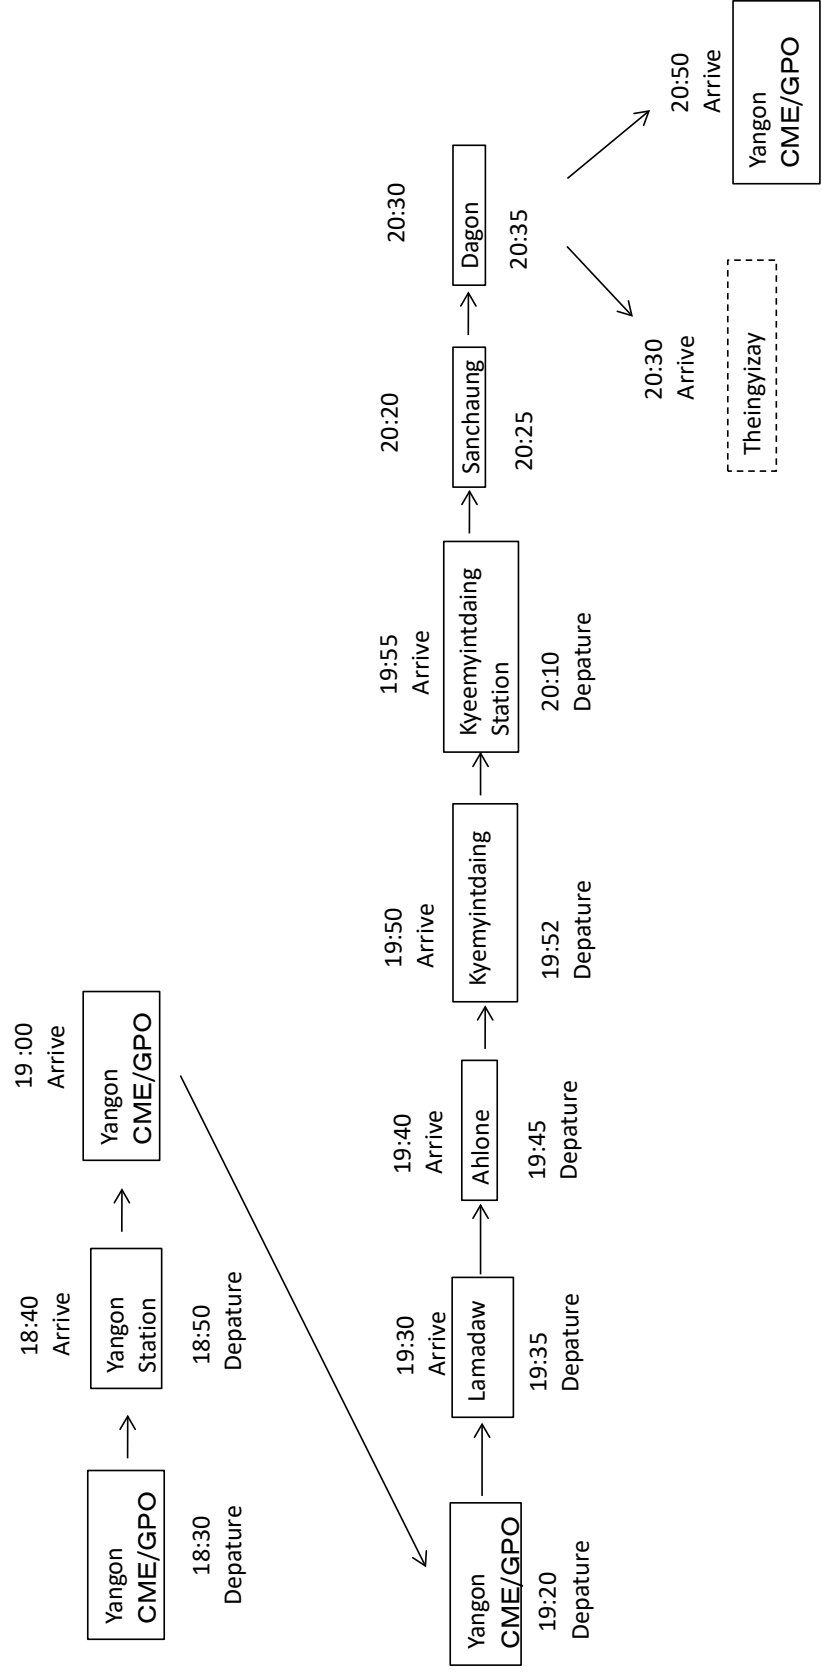 Yangon
CME/GPO
18:30
Depature
18:40
Arrive
Yangon
Station
18:50
Depature
19 :00
Arrive
Yangon
CME/GPO
Yangon
CME/GPO
19:20
Depature
19:30
Arrive
Lamadaw
19:35
Depature
19:40
Arrive
Ahlone
19:45
Depature
19:50
Arrive
Kyemyintdaing
19:52
Depature
19:55
Arrive
Kyeemyintdaing
Station
20:10
Depature
20:20
Sanchaung
20:25
20:30
Dagon
20:35
20:30
Arrive
Theingyizay
20:50
Arrive
Yangon
CME/GPO